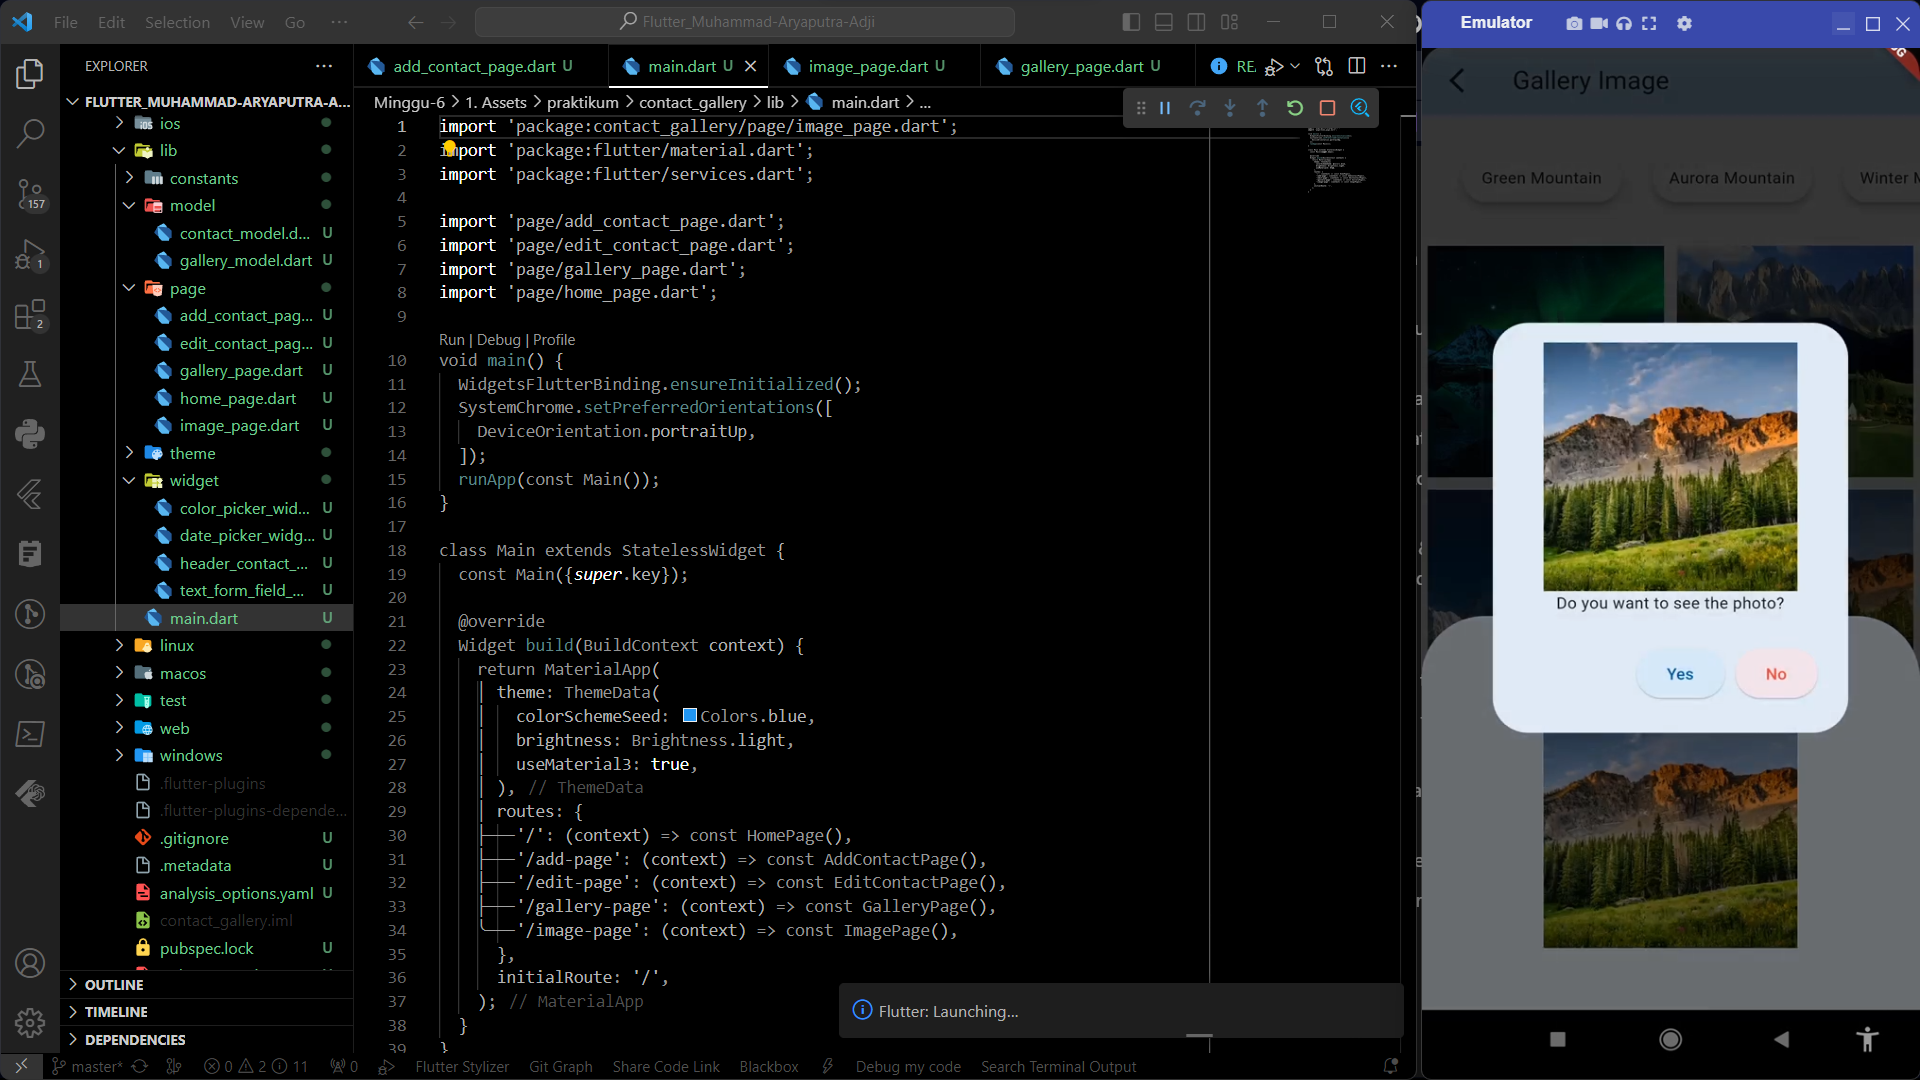 File Edit Selection View Go ···
Flutter_Muhammad-Aryaputra-Adji
EXPLORER
FLUTTER_MUHAMMAD-ARYAPUTRA-A...
ios
lib
constants
model
contact_model.d... U
gallery_model.dart U
page
add_contact_pag... U
edit_contact_pag... U
gallery_page.dart U
home_page.dart U
image_page.dart U
theme
widget
color_picker_wid... U
date_picker_widg... U
header_contact_... U
text_form_field_... U
main.dart U
linux
macos
test
web
windows
.flutter-plugins
.flutter-plugins-depende...
.gitignore U
.metadata U
analysis_options.yaml U
contact_gallery.iml
pubspec.lock U
OUTLINE
TIMELINE
DEPENDENCIES
157
1
2
add_contact_page.dart U
main.dart U
image_page.dart U
gallery_page.dart U
RE
Minggu-6 > 1. Assets > praktikum > contact_gallery > lib > main.dart > ...
1 import 'package:contact_gallery/page/image_page.dart';
2 import 'package:flutter/material.dart';
3 import 'package:flutter/services.dart';
4
5 import 'page/add_contact_page.dart';
6 import 'page/edit_contact_page.dart';
7 import 'page/gallery_page.dart';
8 import 'page/home_page.dart';
9
Run | Debug | Profile
10 void main() {
11 WidgetsFlutterBinding.ensureInitialized();
12 SystemChrome.setPreferredOrientations([
13 DeviceOrientation.portraitUp,
14 ]);
15 runApp(const Main());
16 }
17
18 class Main extends StatelessWidget {
19 const Main({super.key});
20
21 @override
22 Widget build(BuildContext context) {
23 return MaterialApp(
24 theme: ThemeData(
25 colorSchemeSeed: Colors.blue,
26 brightness: Brightness.light,
27 useMaterial3: true,
28 ), // ThemeData
29 routes: {
30 '/': (context) => const HomePage(),
31 '/add-page': (context) => const AddContactPage(),
32 '/edit-page': (context) => const EditContactPage(),
33 '/gallery-page': (context) => const GalleryPage(),
34 '/image-page': (context) => const ImagePage(),
35 },
36 initialRoute: '/',
37 ); // MaterialApp
38 }
39 }
Flutter: Launching...
master* 0 2 11 0 Flutter Stylizer Git Graph Share Code Link Blackbox Debug my code Search Terminal Output
Emulator
Gallery Image
Green Mountain
Aurora Mountain
Winter M
Do you want to see the photo?
Yes
No